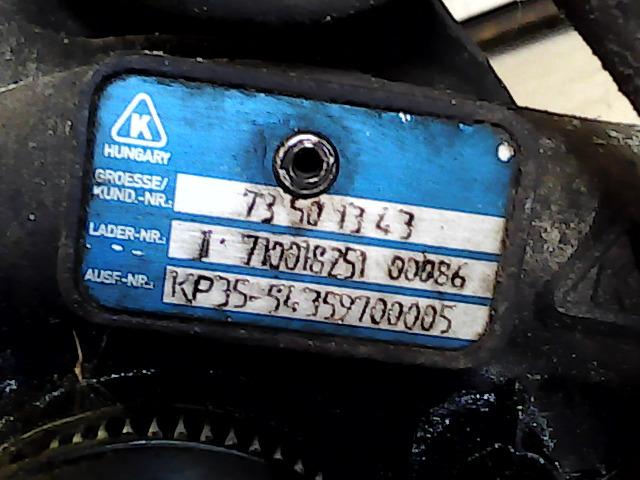 K
HUNGARY
GROESSE/
KUND.-NR.: 73501343
LADER-NR.: 1 710018251 00086
AUSF-NR.: KP35-54359700005